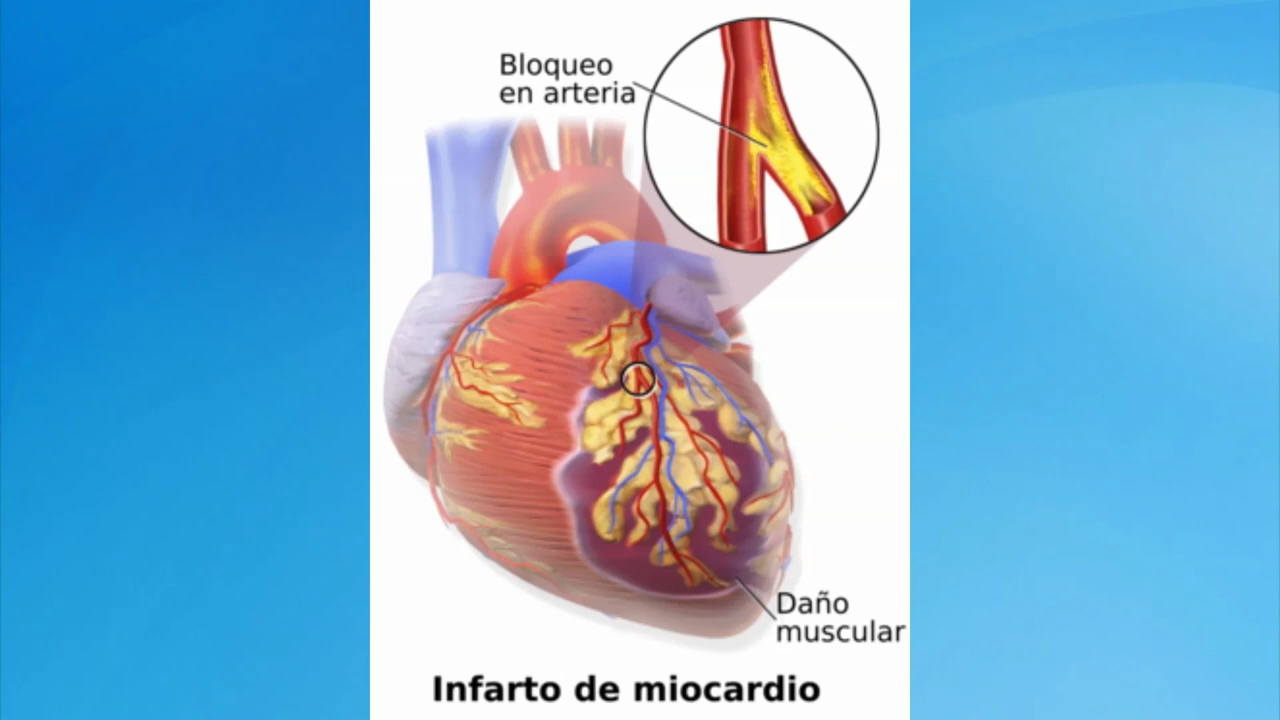 Bloqueo
en arteria
Daño
muscular
Infarto de miocardio